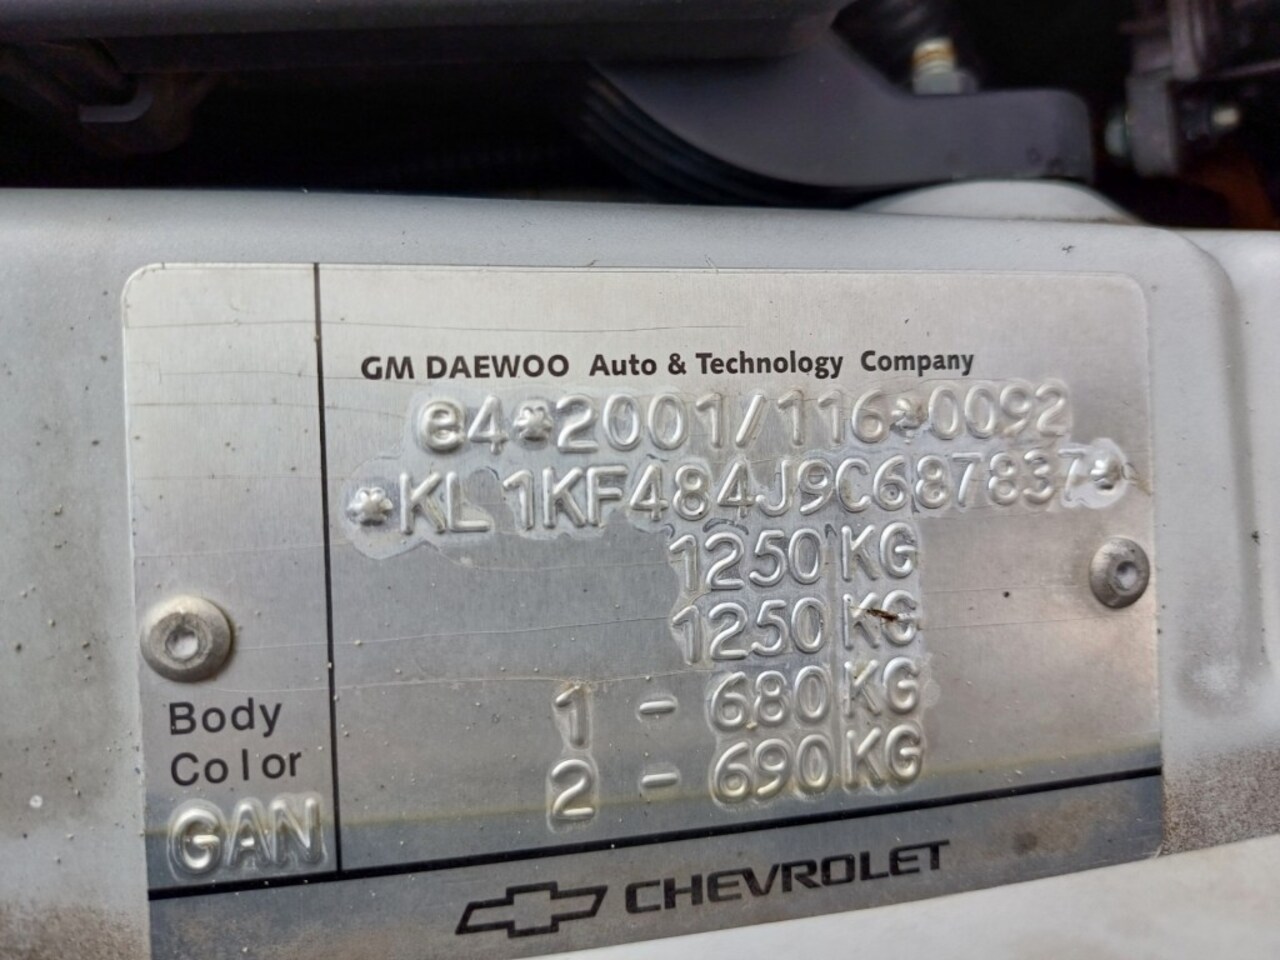 GM DAEWOO Auto & Technology Company
e4*2001/116*0092
*KL1KF484J9C687837*
1250 KG
1250 KG
1 - 680 KG
2 - 690 KG
Body
Color
GAN
CHEVROLET